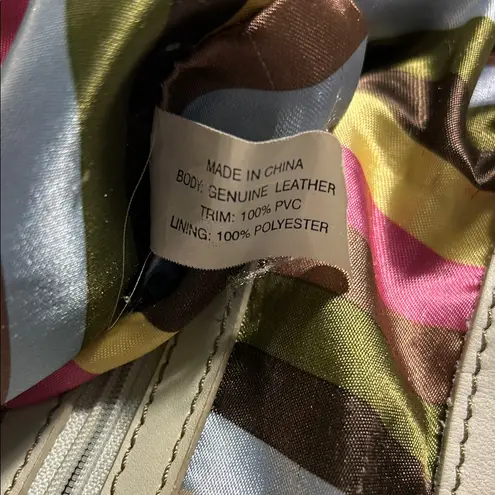 MADE IN CHINA
BODY: GENUINE LEATHER
TRIM: 100% PVC
LINING: 100% POLYESTER